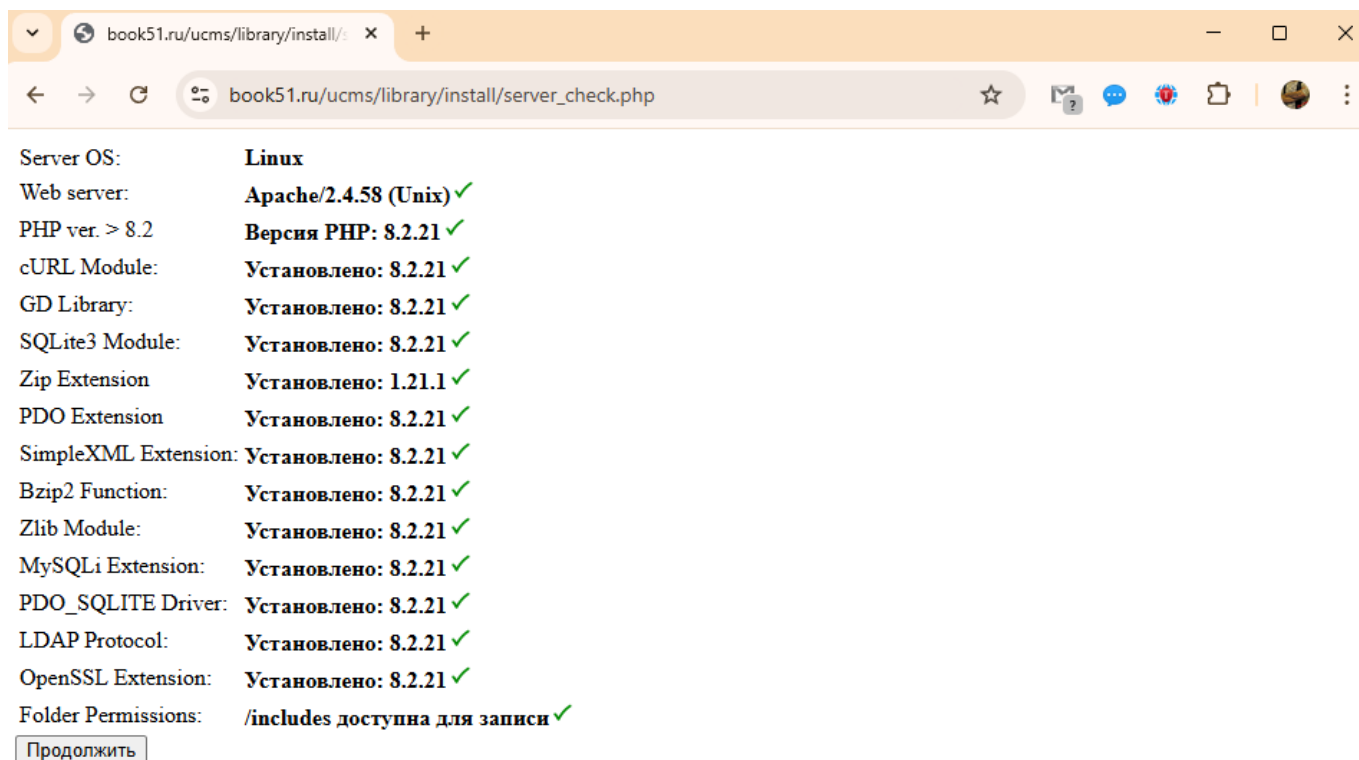 book51.ru/ucms/library/install/s
book51.ru/ucms/library/install/server_check.php
?
Server OS: Linux
Web server: Apache/2.4.58 (Unix)
PHP ver. > 8.2 Версия PHP: 8.2.21
cURL Module: Установлено: 8.2.21
GD Library: Установлено: 8.2.21
SQLite3 Module: Установлено: 8.2.21
Zip Extension Установлено: 1.21.1
PDO Extension Установлено: 8.2.21
SimpleXML Extension: Установлено: 8.2.21
Bzip2 Function: Установлено: 8.2.21
Zlib Module: Установлено: 8.2.21
MySQLi Extension: Установлено: 8.2.21
PDO_SQLITE Driver: Установлено: 8.2.21
LDAP Protocol: Установлено: 8.2.21
OpenSSL Extension: Установлено: 8.2.21
Folder Permissions: /includes доступна для записи
Продолжить